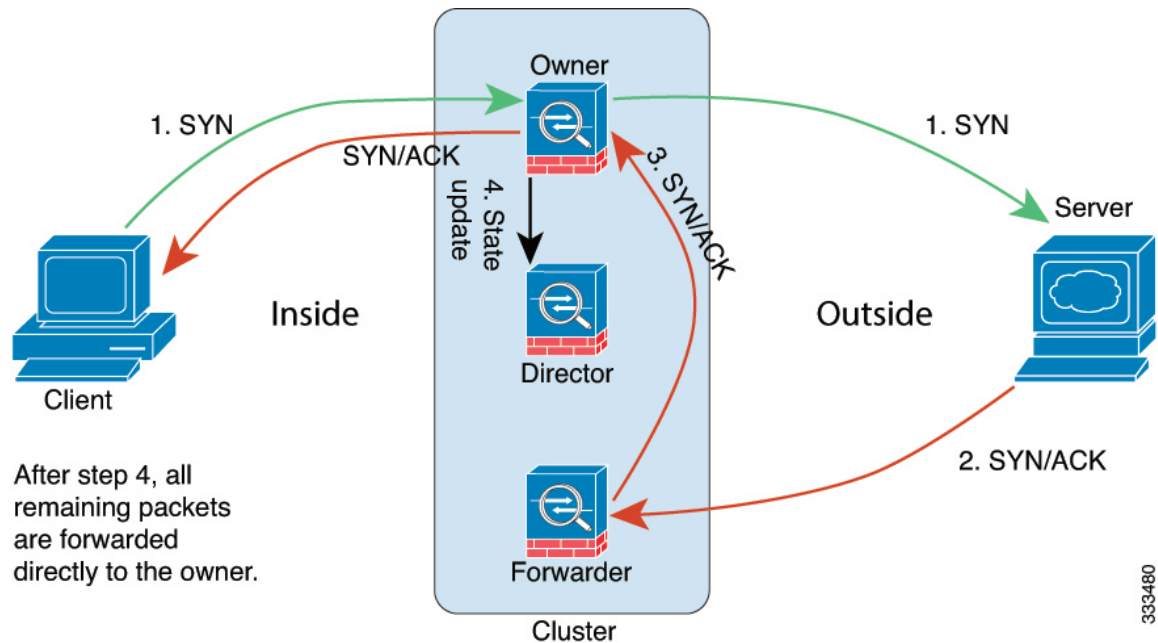 Owner
1. SYN
1. SYN
SYN/ACK
3. SYN/ACK
4. State
update
Server
Inside
Outside
Director
Client
2. SYN/ACK
After step 4, all
remaining packets
are forwarded
directly to the owner.
Forwarder
333480
Cluster